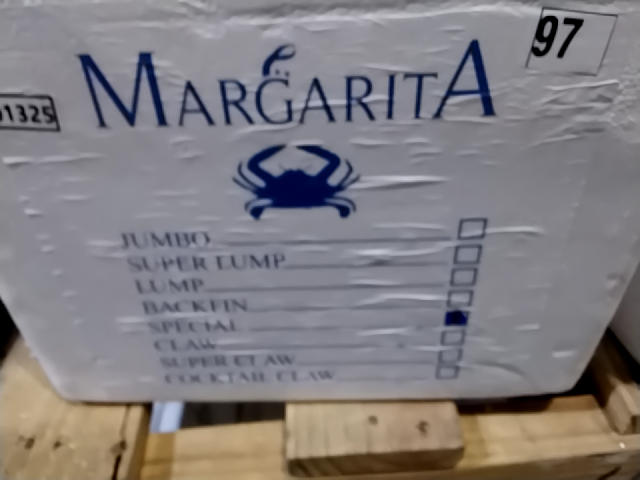 97
MARGARITA
01325
JUMBO
SUPER LUMP
LUMP
BACKFIN
SPECIAL
CLAW
SUPER CLAW
COCKTAIL CLAW